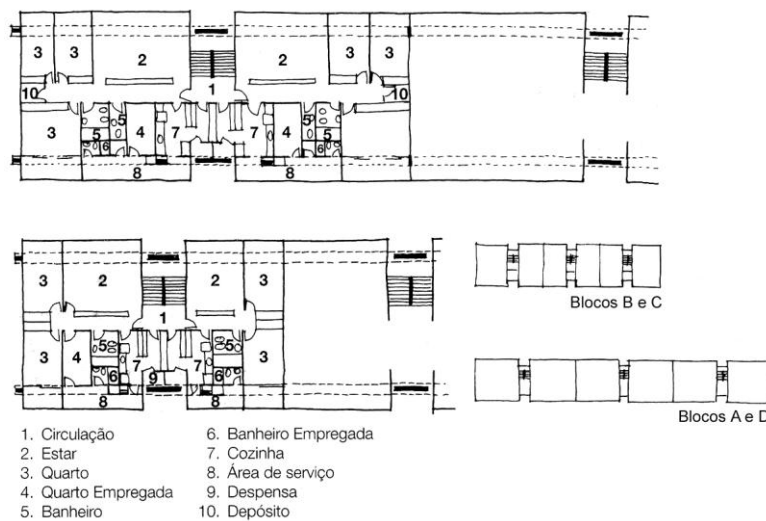 3 3 2 2 3 3
1
10 10
3 5 5 4 7 7 4 5 5
6 6
8 8
3 2 2 3
1
3 4 5 7 7 5 3
6 9 6
8 8
Blocos B e C
Blocos A e D
1. Circulação
2. Estar
3. Quarto
4. Quarto Empregada
5. Banheiro
6. Banheiro Empregada
7. Cozinha
8. Área de serviço
9. Despensa
10. Depósito